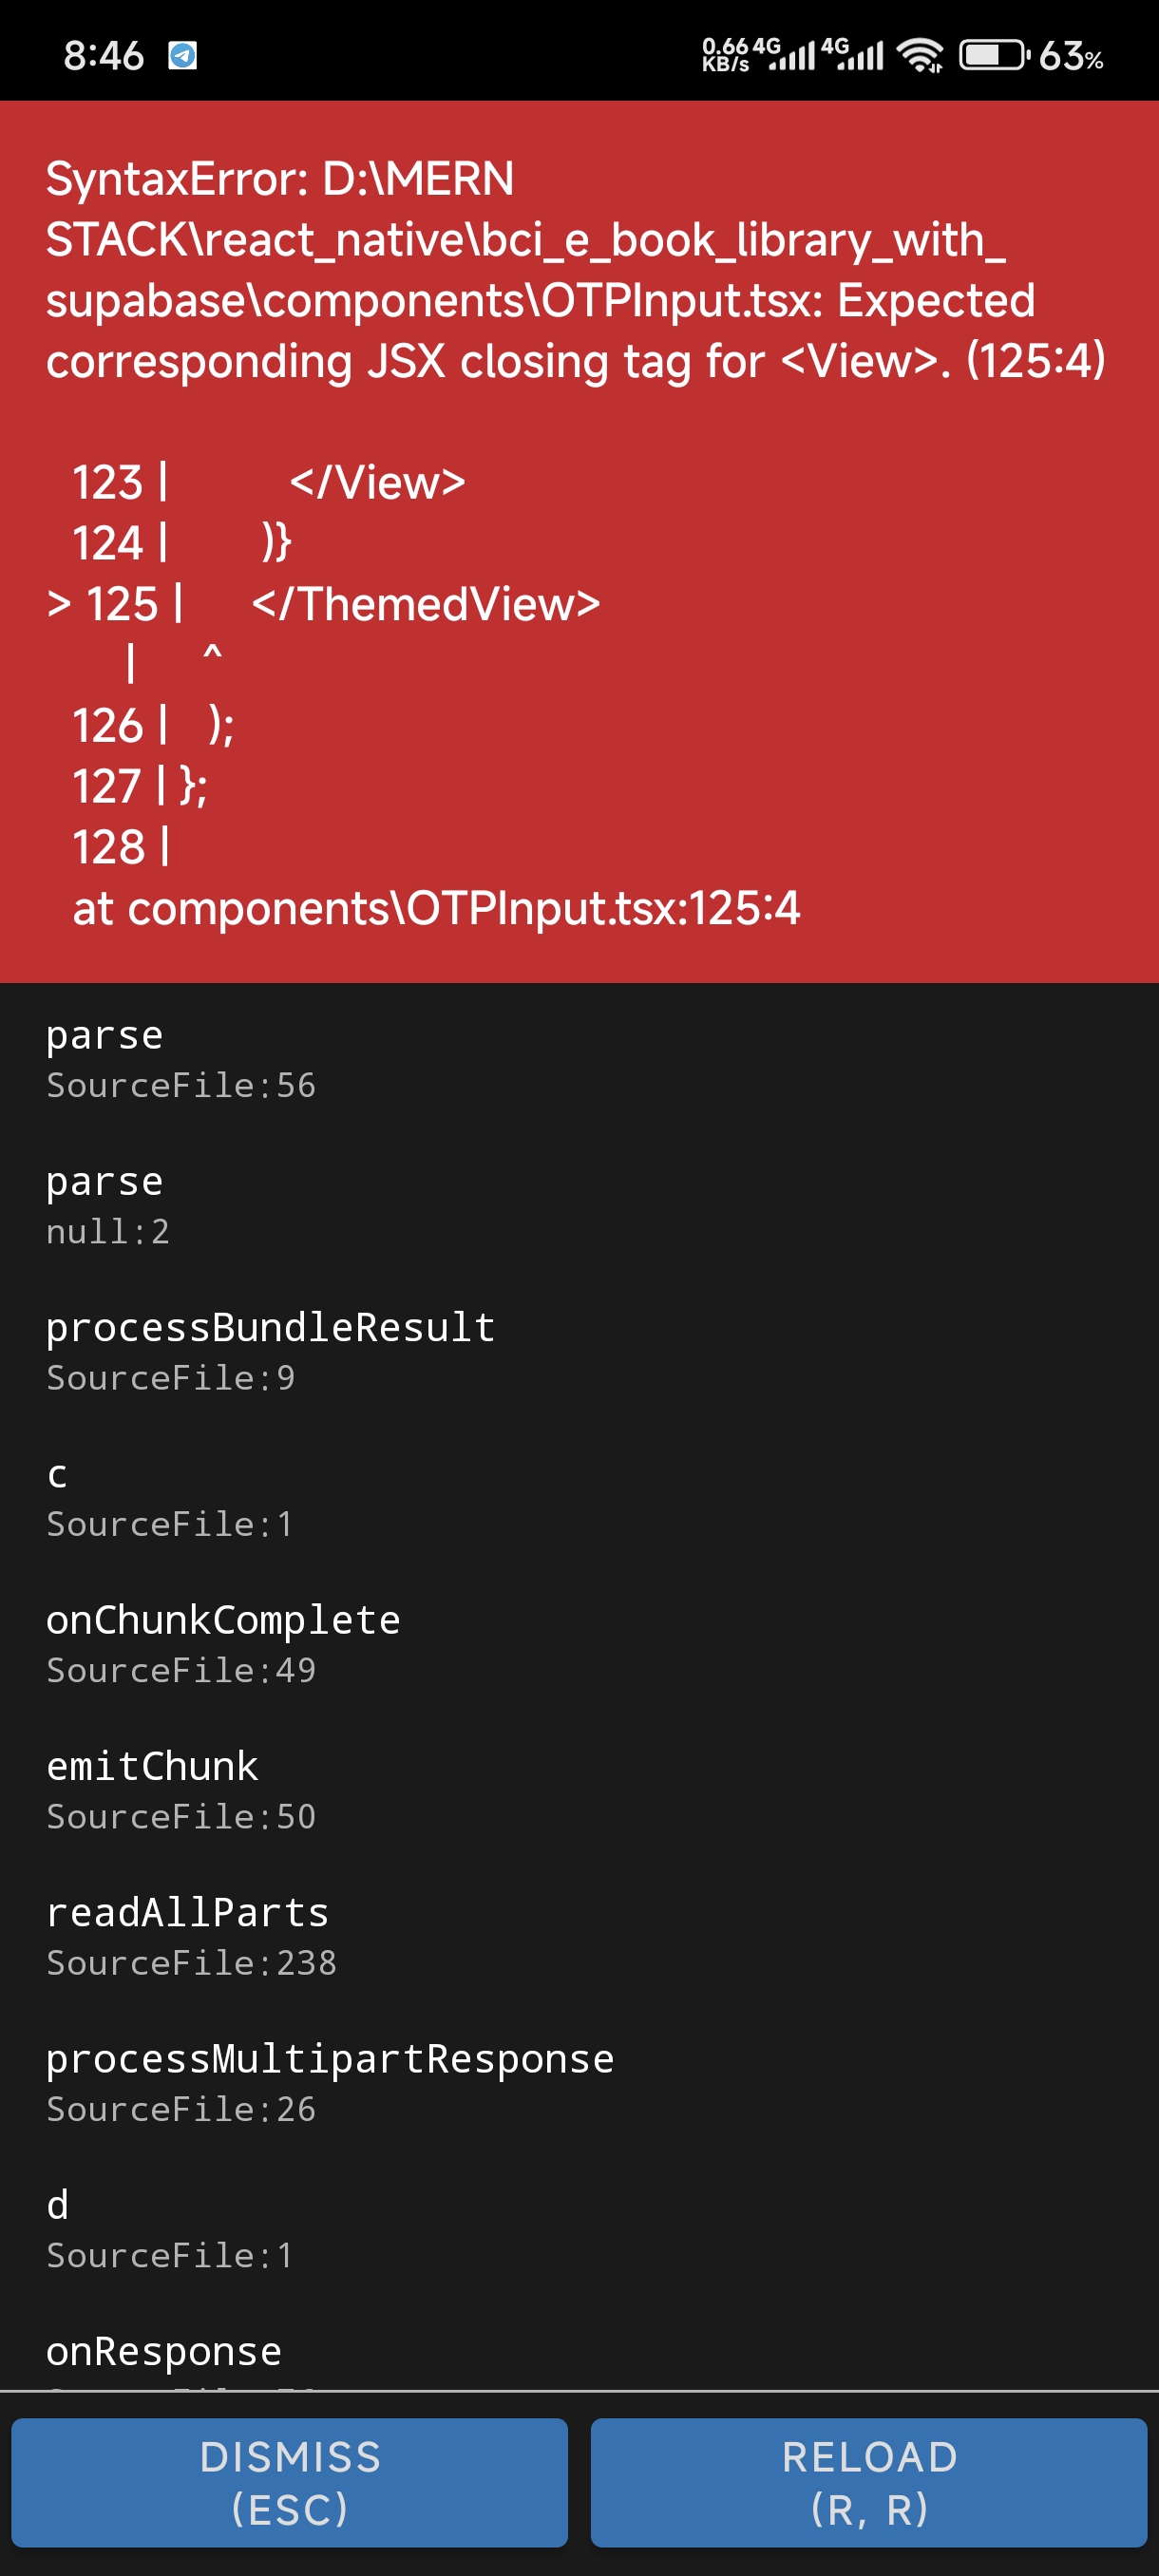 8:46
0.66 KB/s 4G 4G 63%
SyntaxError: D:\MERN
STACK\react_native\bci_e_book_library_with_
supabase\components\OTPInput.tsx: Expected
corresponding JSX closing tag for <View>. (125:4)
123 |         </View>
124 |       )}
> 125 |     </ThemedView>
|     ^
126 |   );
127 | };
128 |
at components\OTPInput.tsx:125:4
parse
SourceFile:56
parse
null:2
processBundleResult
SourceFile:9
c
SourceFile:1
onChunkComplete
SourceFile:49
emitChunk
SourceFile:50
readAllParts
SourceFile:238
processMultipartResponse
SourceFile:26
d
SourceFile:1
onResponse
DISMISS
(ESC)
RELOAD
(R, R)